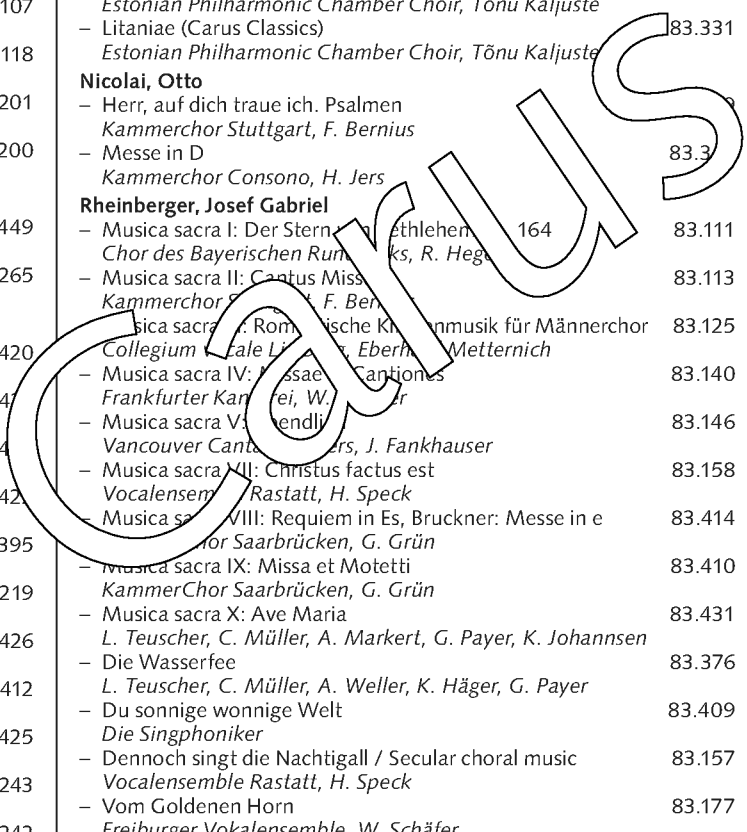 107
118
201
200
449
265
420
395
219
426
412
425
243
Estonian Philharmonic Chamber Choir, Tõnu Kaljuste
– Litaniae (Carus Classics) 83.331
Estonian Philharmonic Chamber Choir, Tõnu Kaljuste
Nicolai, Otto
– Herr, auf dich traue ich. Psalmen
Kammerchor Stuttgart, F. Bernius
– Messe in D
Kammerchor Consono, H. Jers
Rheinberger, Josef Gabriel
– Musica sacra I: Der Stern 164 83.111
Chor des Bayerischen R.
– Musica sacra II: Cantus 83.113
Kammerchor F.
sacra für Männerchor 83.125
Collegium Metternich
– Musica sacra IV: Cantiones 83.140
Frankfurter W.
– Musica sacra V: 83.146
Vancouver J. Fankhauser
– Musica sacra VII: Christus factus est 83.158
Rastatt, H. Speck
– Musica VIII: Requiem in Es, Bruckner: Messe in e 83.414
Saarbrücken, G. Grün
– Musica sacra IX: Missa et Motetti 83.410
KammerChor Saarbrücken, G. Grün
– Musica sacra X: Ave Maria 83.431
L. Teuscher, C. Müller, A. Markert, G. Payer, K. Johannsen
– Die Wasserfee 83.376
L. Teuscher, C. Müller, A. Weller, K. Häger, G. Payer
– Du sonnige wonnige Welt 83.409
Die Singphoniker
– Dennoch singt die Nachtigall / Secular choral music 83.157
Vocalensemble Rastatt, H. Speck
– Vom Goldenen Horn 83.177
Freiburger Vokalensemble, W. Schäfer
Carus